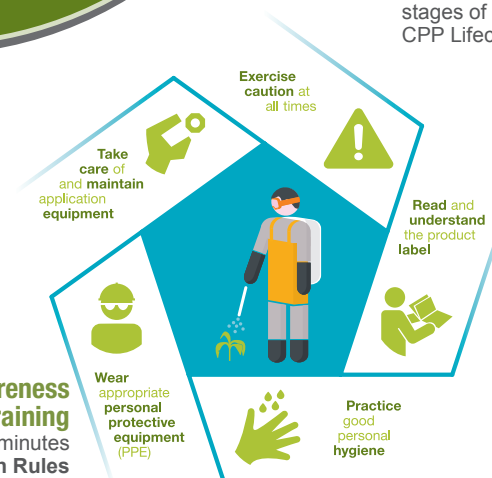 stages of
CPP Lifec
Exercise
caution at
all times
Take
care of
and maintain
application
equipment
Read and
understand
the product
label
Wear
appropriate
personal
protective
equipment
(PPE)
Practice
good
personal
hygiene
reness
raining
minutes
n Rules